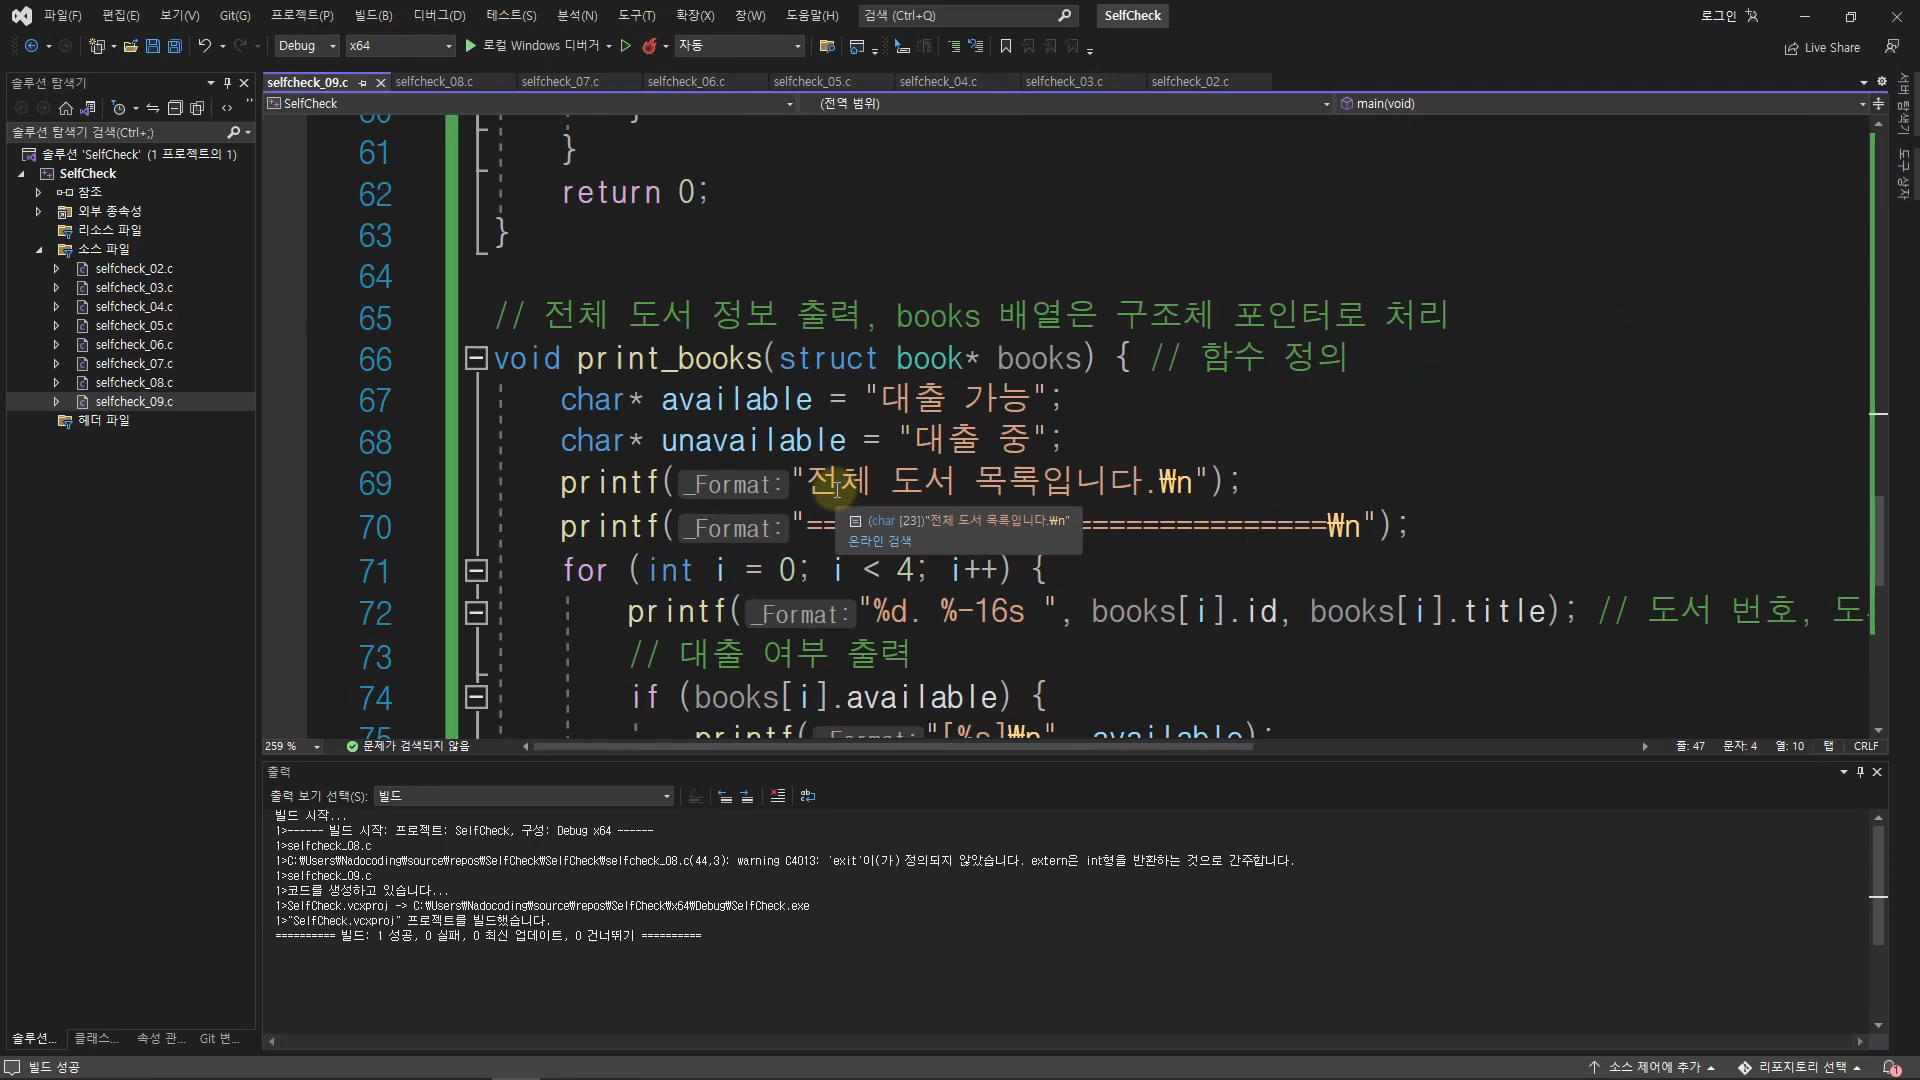 파일(F) 편집(E) 보기(V) Git(G) 프로젝트(P) 빌드(B) 디버그(D) 테스트(S) 분석(N) 도구(T) 확장(X) 창(W) 도움말(H) 검색 (Ctrl+Q) SelfCheck 로그인
Debug x64 로컬 Windows 디버거 자동 Live Share
솔루션 탐색기
솔루션 탐색기 검색(Ctrl+;)
솔루션 'SelfCheck' (1 프로젝트의 1)
SelfCheck
참조
외부 종속성
리소스 파일
소스 파일
selfcheck_02.c
selfcheck_03.c
selfcheck_04.c
selfcheck_05.c
selfcheck_06.c
selfcheck_07.c
selfcheck_08.c
selfcheck_09.c
헤더 파일
솔루션... 클래스... 속성 관... Git 변...
selfcheck_09.c selfcheck_08.c selfcheck_07.c selfcheck_06.c selfcheck_05.c selfcheck_04.c selfcheck_03.c selfcheck_02.c
SelfCheck (전역 범위) main(void)
60 }
61 }
62 return 0;
63 }
64
65 // 전체 도서 정보 출력, books 배열은 구조체 포인터로 처리
66 void print_books(struct book* books) { // 함수 정의
67 char* available = "대출 가능";
68 char* unavailable = "대출 중";
69 printf(_Format: "전체 도서 목록입니다.₩n");
70 printf(_Format: "== ===============₩n");
(char [23])"전체 도서 목록입니다.₩n"
온라인 검색
71 for (int i = 0; i < 4; i++) {
72 printf(_Format: "%d. %-16s ", books[i].id, books[i].title); // 도서 번호,
73 // 대출 여부 출력
74 if (books[i].available) {
75 printf(_Format: "[%s]₩n", available);
259 % 문제가 검색되지 않음 줄: 47 문자: 4 열: 10 탭 CRLF
출력
출력 보기 선택(S): 빌드
빌드 시작...
1>------ 빌드 시작: 프로젝트: SelfCheck, 구성: Debug x64 ------
1>selfcheck_08.c
1>C:₩Users₩Nadocoding₩source₩repos₩SelfCheck₩SelfCheck₩selfcheck_08.c(44,3): warning C4013: 'exit'이(가) 정의되지 않았습니다. extern은 int형을 반환하는 것으로 간주합니다.
1>selfcheck_09.c
1>코드를 생성하고 있습니다...
1>SelfCheck.vcxproj -> C:₩Users₩Nadocoding₩source₩repos₩SelfCheck₩x64₩Debug₩SelfCheck.exe
1>"SelfCheck.vcxproj" 프로젝트를 빌드했습니다.
========== 빌드: 1 성공, 0 실패, 0 최신 업데이트, 0 건너뛰기 ==========
서버 탐색기
도구 상자
빌드 성공 소스 제어에 추가 리포지토리 선택 1